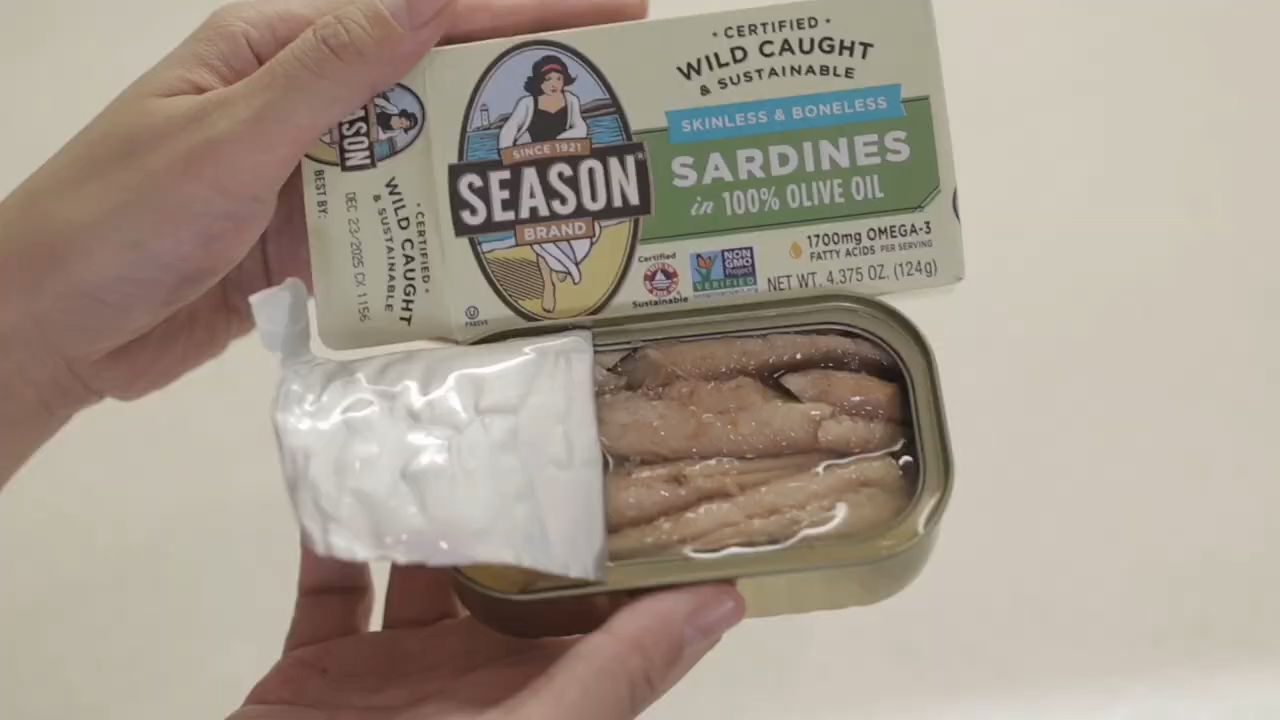 • CERTIFIED •
WILD CAUGHT
& SUSTAINABLE
SKINLESS & BONELESS
SARDINES
in 100% OLIVE OIL
1700mg OMEGA-3
FATTY ACIDS PER SERVING
NET WT. 4.375 OZ. (124g)
SINCE 1921
SEASON®
BRAND
Certified
Sustainable
NON
GMO
Project
VERIFIED
PAREVE
ASON
BEST BY:
DEC 23/2025 CX 1156
• CERTIFIED •
WILD CAUGHT
& SUSTAINABLE